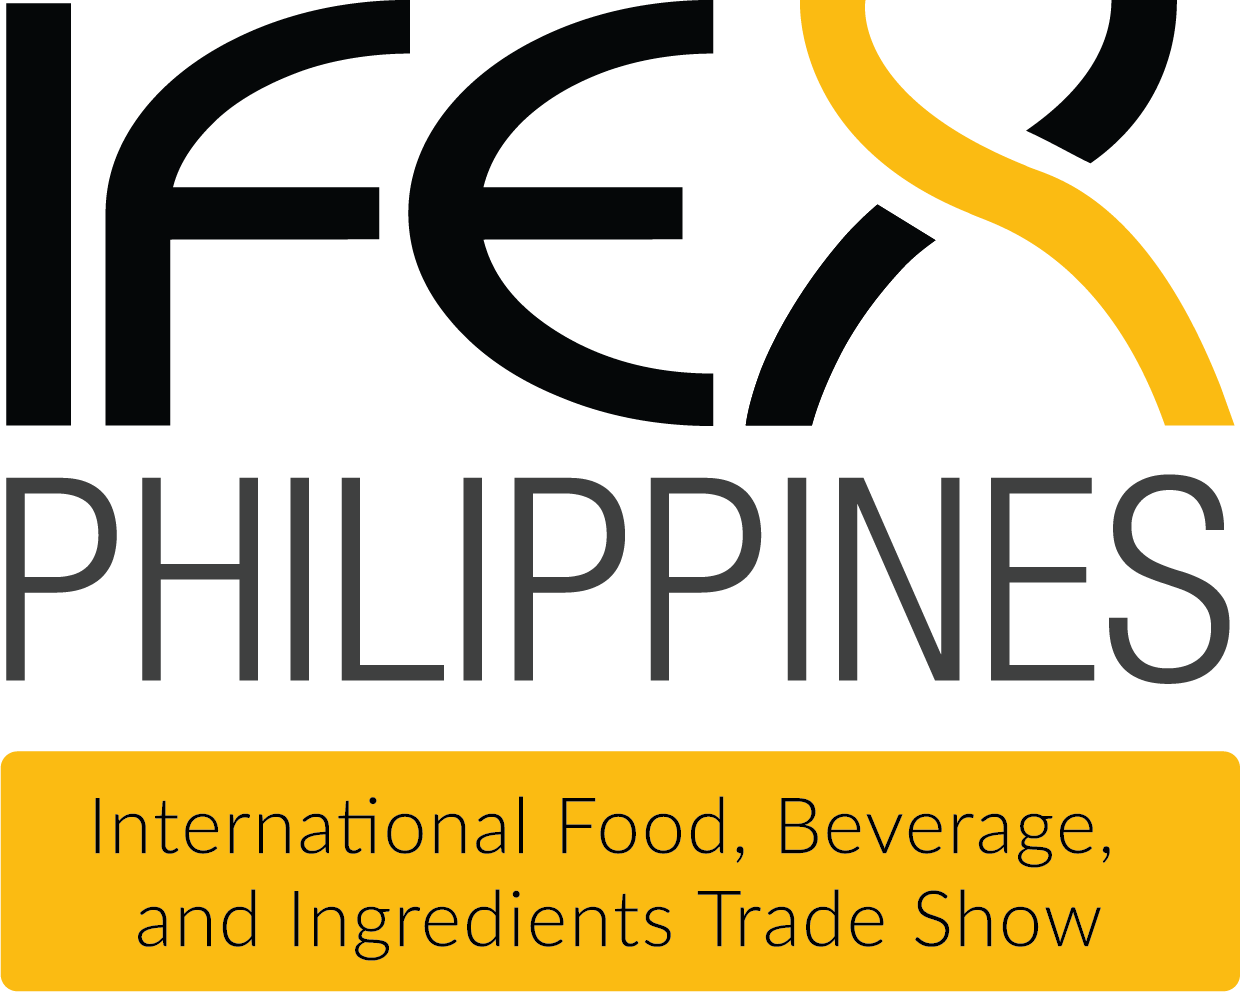 IFEX
PHILIPPINES
International Food, Beverage,
and Ingredients Trade Show